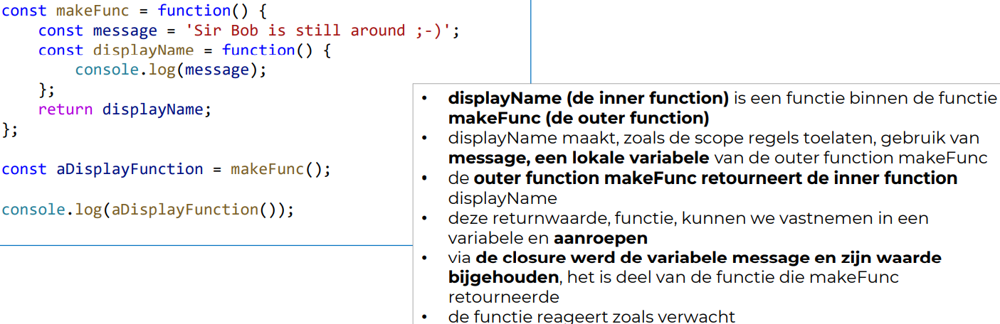 const makeFunc = function() {
    const message = 'Sir Bob is still around ;-)';
    const displayName = function() {
        console.log(message);
    };
    return displayName;
};
const aDisplayFunction = makeFunc();
console.log(aDisplayFunction());
• displayName (de inner function) is een functie binnen de functie
makeFunc (de outer function)
• displayName maakt, zoals de scope regels toelaten, gebruik van
message, een lokale variabele van de outer function makeFunc
• de outer function makeFunc retourneert de inner function
displayName
• deze returnwaarde, functie, kunnen we vastnemen in een
variabele en aanroepen
• via de closure werd de variabele message en zijn waarde
bijgehouden, het is deel van de functie die makeFunc
retourneerde
• de functie reageert zoals verwacht